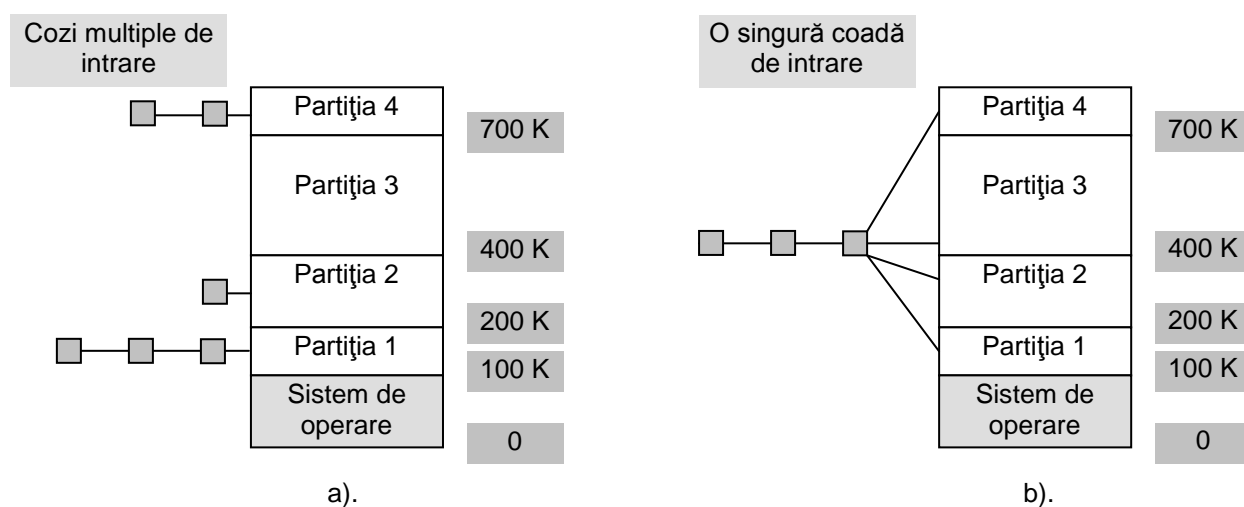 Cozi multiple de
intrare
Partiţia 4
700 K
Partiţia 3
400 K
Partiţia 2
200 K
Partiţia 1
100 K
Sistem de
operare
0
a).
O singură coadă
de intrare
Partiţia 4
700 K
Partiţia 3
400 K
Partiţia 2
200 K
Partiţia 1
100 K
Sistem de
operare
0
b).